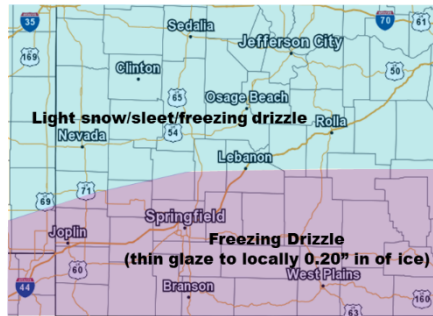 35
70
61
Sedalia
Jefferson City
169
Clinton
50
65
Osage Beach
Light snow/sleet/freezing drizzle
Rolla
54
Nevada
Lebanon
71
69
Springfield
Joplin
Freezing Drizzle
(thin glaze to locally 0.20” in of ice)
60
West Plains
44
Branson
160
63